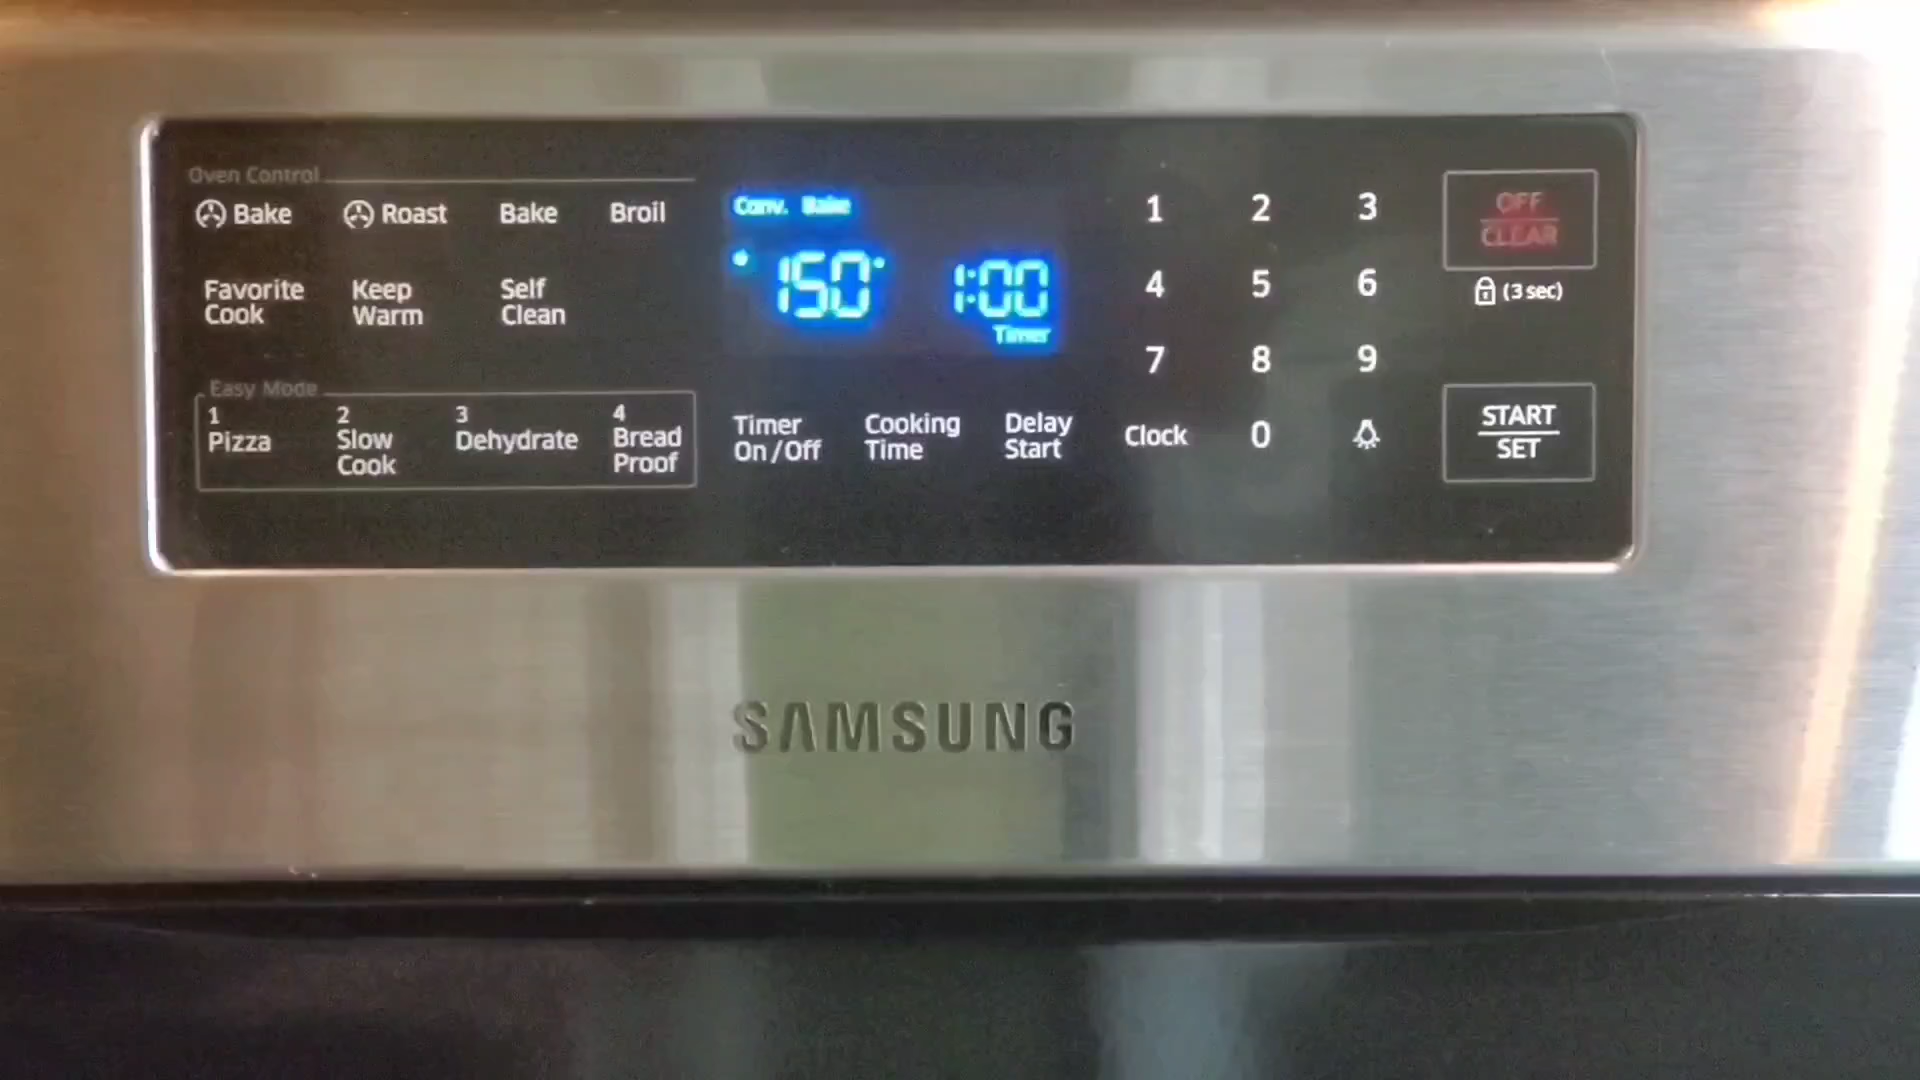 Oven Control
Bake Roast Bake Broil
Favorite Cook
Keep Warm
Self Clean
Easy Mode
1 Pizza
2 Slow Cook
3 Dehydrate
4 Bread Proof
Conv. Bake
150° 1:00
Timer
Timer On/Off
Cooking Time
Delay Start
1 2 3
4 5 6
7 8 9
Clock 0
OFF
CLEAR
(3 sec)
START
SET
SAMSUNG